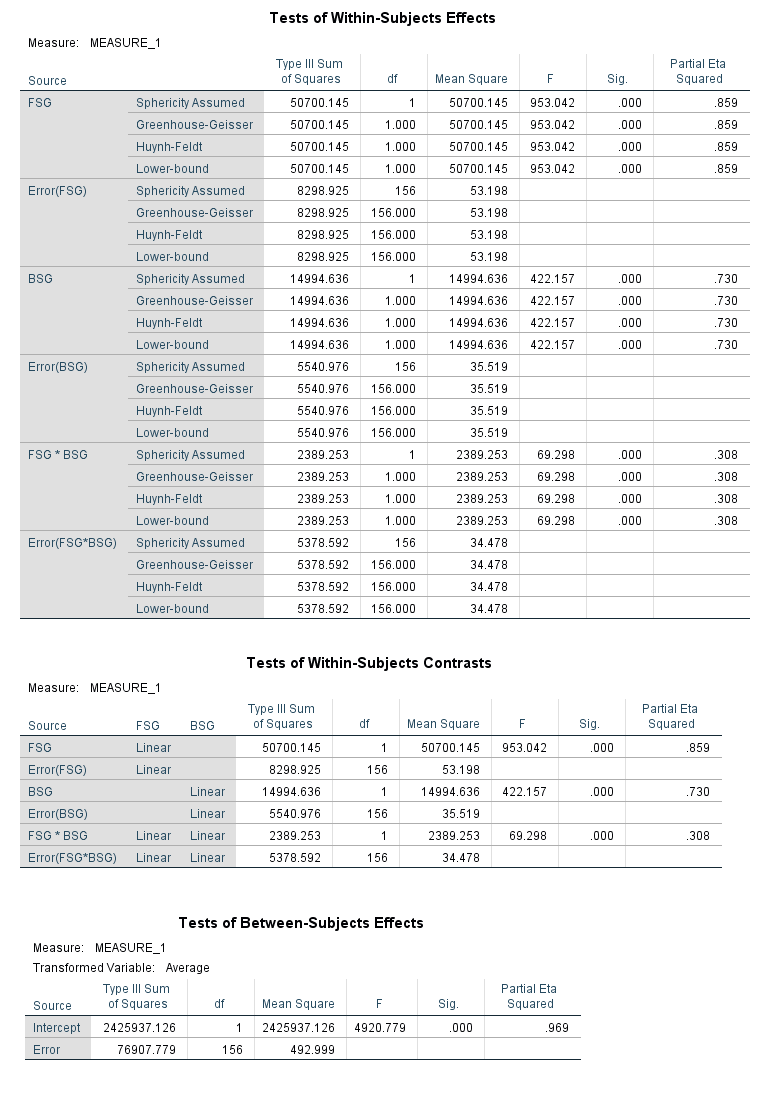 Tests of Within-Subjects Effects
Measure: MEASURE_1
Source Type III Sum of Squares df Mean Square F Sig. Partial Eta Squared
FSG Sphericity Assumed 50700.145 1 50700.145 953.042 .000 .859
Greenhouse-Geisser 50700.145 1.000 50700.145 953.042 .000 .859
Huynh-Feldt 50700.145 1.000 50700.145 953.042 .000 .859
Lower-bound 50700.145 1.000 50700.145 953.042 .000 .859
Error(FSG) Sphericity Assumed 8298.925 156 53.198
Greenhouse-Geisser 8298.925 156.000 53.198
Huynh-Feldt 8298.925 156.000 53.198
Lower-bound 8298.925 156.000 53.198
BSG Sphericity Assumed 14994.636 1 14994.636 422.157 .000 .730
Greenhouse-Geisser 14994.636 1.000 14994.636 422.157 .000 .730
Huynh-Feldt 14994.636 1.000 14994.636 422.157 .000 .730
Lower-bound 14994.636 1.000 14994.636 422.157 .000 .730
Error(BSG) Sphericity Assumed 5540.976 156 35.519
Greenhouse-Geisser 5540.976 156.000 35.519
Huynh-Feldt 5540.976 156.000 35.519
Lower-bound 5540.976 156.000 35.519
FSG * BSG Sphericity Assumed 2389.253 1 2389.253 69.298 .000 .308
Greenhouse-Geisser 2389.253 1.000 2389.253 69.298 .000 .308
Huynh-Feldt 2389.253 1.000 2389.253 69.298 .000 .308
Lower-bound 2389.253 1.000 2389.253 69.298 .000 .308
Error(FSG*BSG) Sphericity Assumed 5378.592 156 34.478
Greenhouse-Geisser 5378.592 156.000 34.478
Huynh-Feldt 5378.592 156.000 34.478
Lower-bound 5378.592 156.000 34.478
Tests of Within-Subjects Contrasts
Measure: MEASURE_1
Source FSG BSG Type III Sum of Squares df Mean Square F Sig. Partial Eta Squared
FSG Linear 50700.145 1 50700.145 953.042 .000 .859
Error(FSG) Linear 8298.925 156 53.198
BSG Linear 14994.636 1 14994.636 422.157 .000 .730
Error(BSG) Linear 5540.976 156 35.519
FSG * BSG Linear Linear 2389.253 1 2389.253 69.298 .000 .308
Error(FSG*BSG) Linear Linear 5378.592 156 34.478
Tests of Between-Subjects Effects
Measure: MEASURE_1
Transformed Variable: Average
Source Type III Sum of Squares df Mean Square F Sig. Partial Eta Squared
Intercept 2425937.126 1 2425937.126 4920.779 .000 .969
Error 76907.779 156 492.999